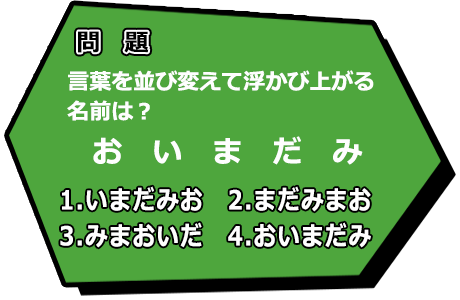 問 題
言葉を並び変えて浮かび上がる
名前は？
お い ま だ み
1.いまだみお 2.まだみまお
3.みまおいだ 4.おいまだみ